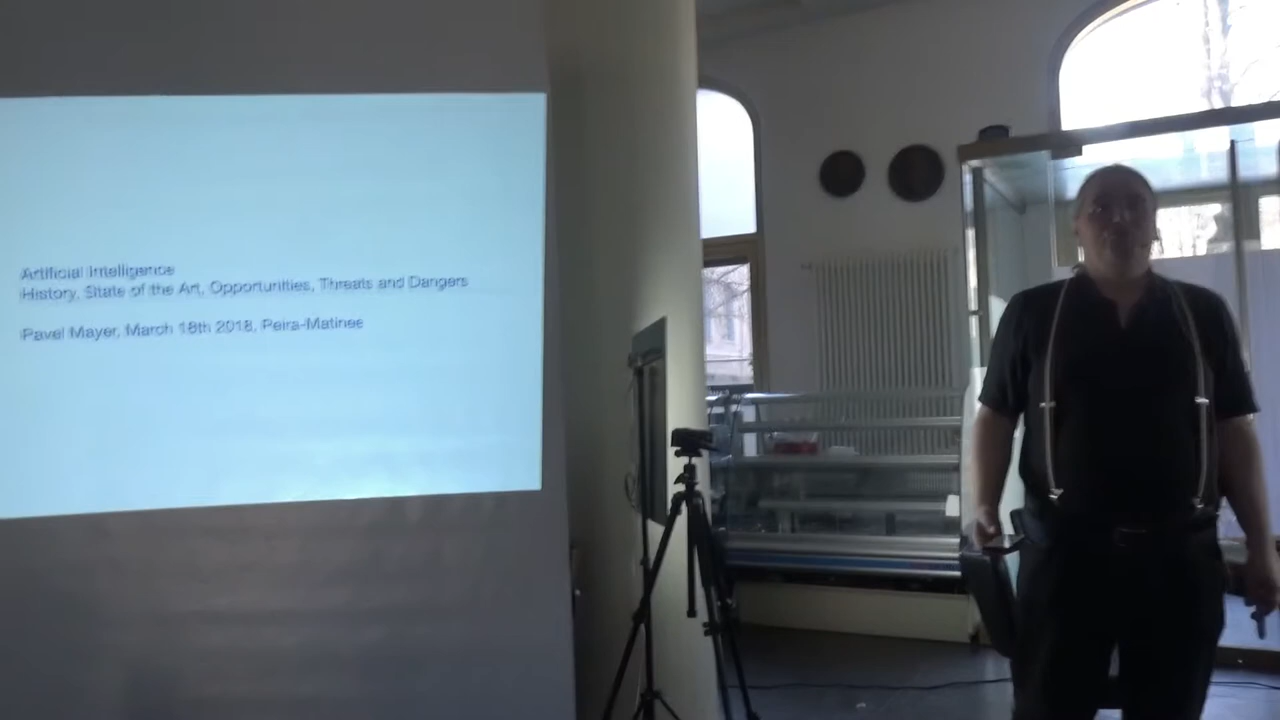 Artificial Intelligence
History, State of the Art, Opportunities, Threats and Dangers
Pavel Mayer, March 18th 2018, Peira-Matinee